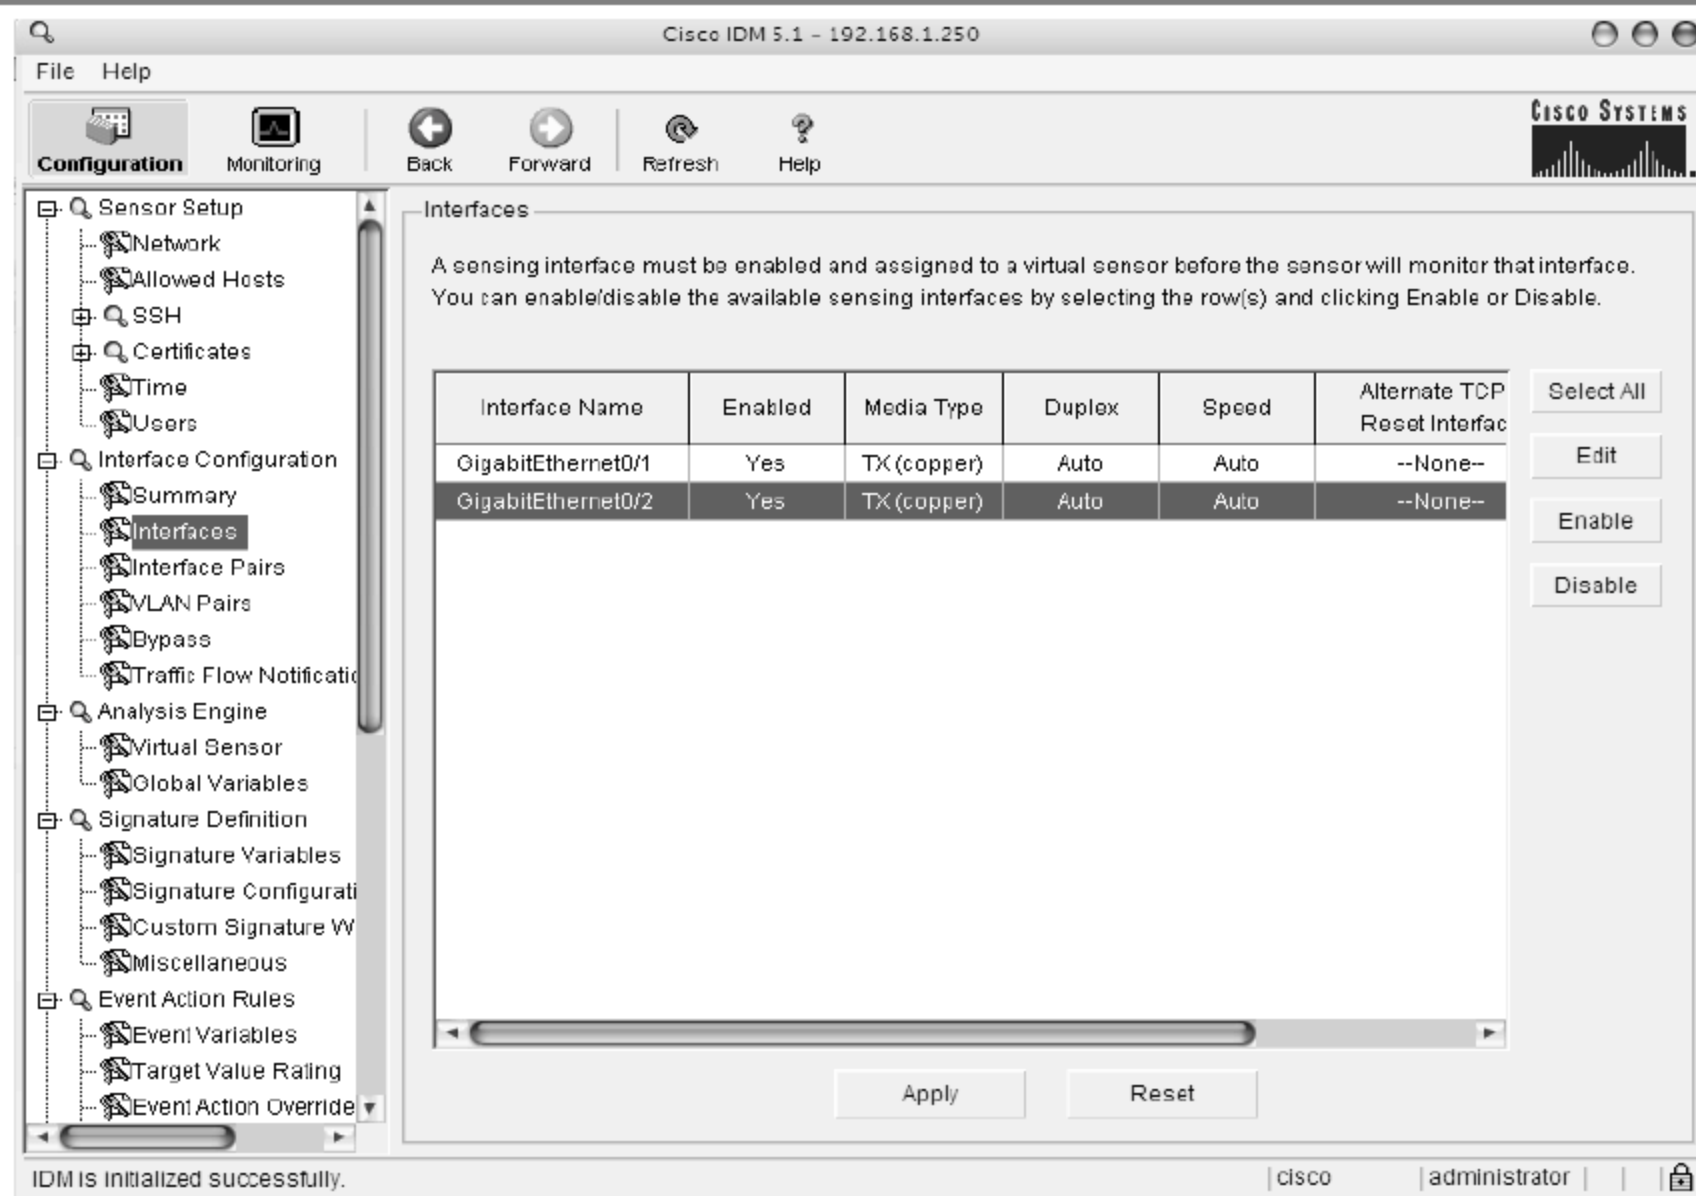 Cisco IDM 5.1 - 192.168.1.250
File Help
Configuration Monitoring Back Forward Refresh Help
CISCO SYSTEMS
Sensor Setup
Network
Allowed Hosts
SSH
Certificates
Time
Users
Interface Configuration
Summary
Interfaces
Interface Pairs
VLAN Pairs
Bypass
Traffic Flow Notificatio
Analysis Engine
Virtual Sensor
Global Variables
Signature Definition
Signature Variables
Signature Configurati
Custom Signature W
Miscellaneous
Event Action Rules
Event Variables
Target Value Rating
Event Action Override
Interfaces
A sensing interface must be enabled and assigned to a virtual sensor before the sensor will monitor that interface.
You can enable/disable the available sensing interfaces by selecting the row(s) and clicking Enable or Disable.
Interface Name Enabled Media Type Duplex Speed Alternate TCP Reset Interfac
GigabitEthernet0/1 Yes TX (copper) Auto Auto --None--
GigabitEthernet0/2 Yes TX (copper) Auto Auto --None--
Select All
Edit
Enable
Disable
Apply Reset
IDM is initialized successfully. cisco administrator